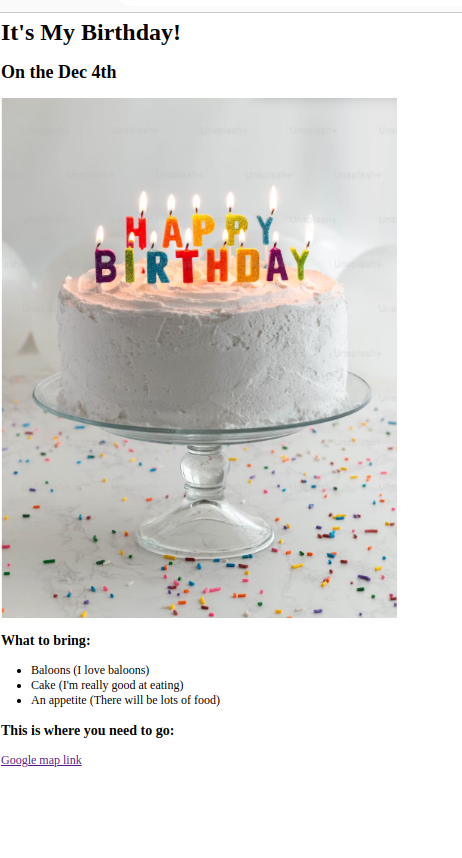 It's My Birthday!
On the Dec 4th
Unsplash+
HAPPY
BIRTHDAY
What to bring:
Baloons (I love baloons)
Cake (I'm really good at eating)
An appetite (There will be lots of food)
This is where you need to go:
Google map link